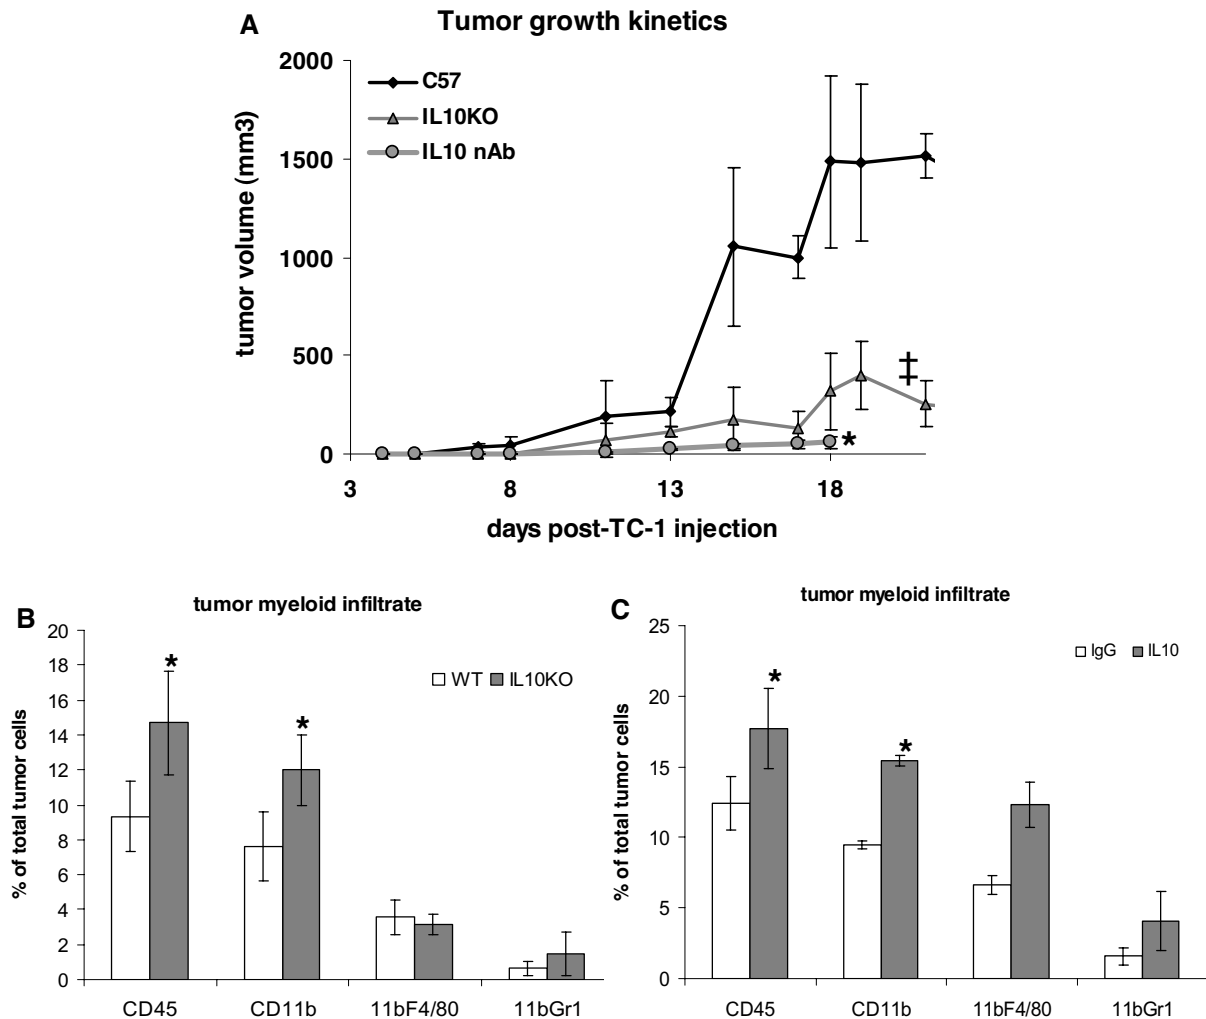 A
Tumor growth kinetics
2000
1500
1000
500
0
tumor volume (mm3)
C57
IL10KO
IL10 nAb
‡
*
3 8 13 18
days post-TC-1 injection
B
tumor myeloid infiltrate
20
18
16
14
12
10
8
6
4
2
0
% of total tumor cells
WT IL10KO
*
*
CD45 CD11b 11bF4/80 11bGr1
C
tumor myeloid infiltrate
25
20
15
10
5
0
% of total tumor cells
IgG IL10
*
*
CD45 CD11b 11bF4/80 11bGr1